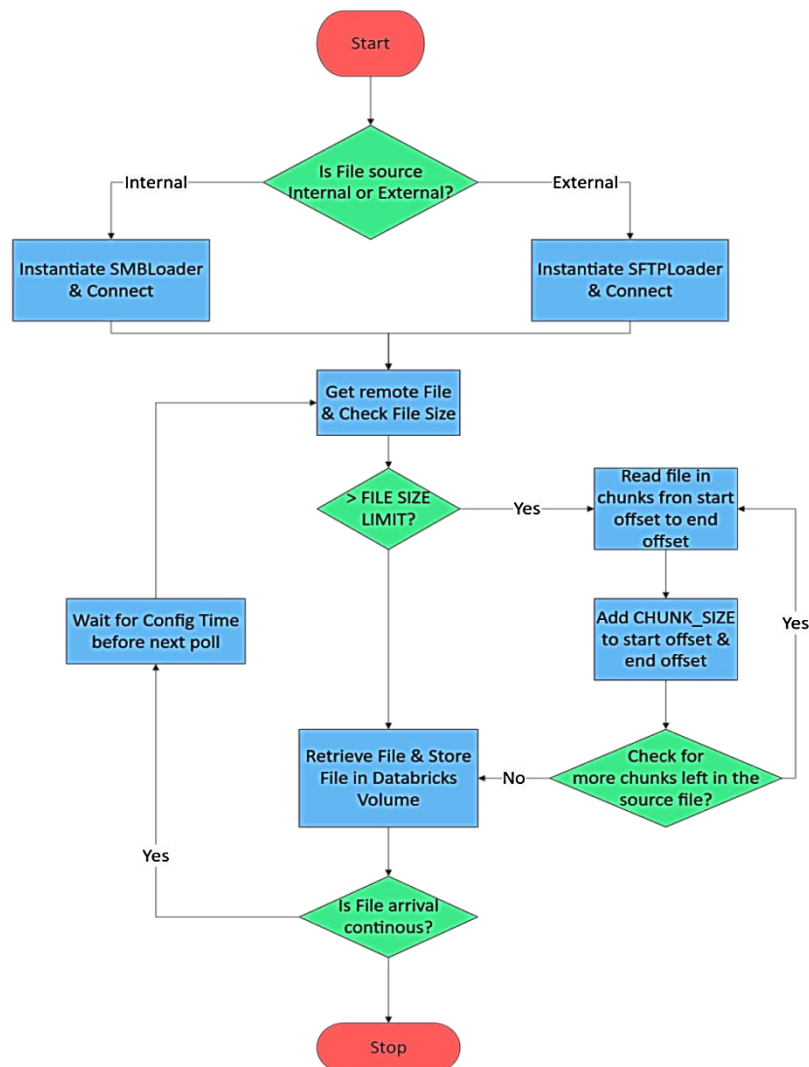 Start
Is File source
Internal or External?
Internal
External
Instantiate SMBLoader
& Connect
Instantiate SFTPLoader
& Connect
Get remote File
& Check File Size
> FILE SIZE
LIMIT?
Yes
Read file in
chunks fron start
offset to end
offset
Wait for Config Time
before next poll
Add CHUNK_SIZE
to start offset &
end offset
Yes
Retrieve File & Store
File in Databricks
Volume
No
Check for
more chunks left in the
source file?
Yes
Is File arrival
continous?
Stop